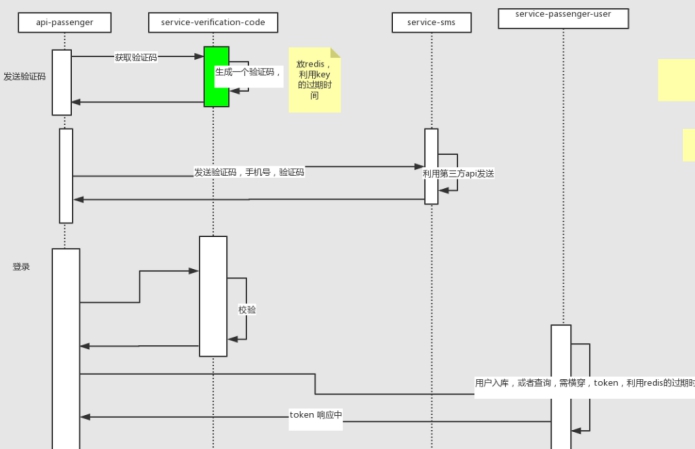 api-passenger
service-verification-code
service-sms
service-passenger-user
发送验证码
获取验证码
生成一个验证码，
放redis，
利用key
的过期时
间
发送验证码，手机号，验证码
利用第三方api发送
登录
校验
用户入库，或者查询，需横穿，token，利用redis的过期时
token 响应中